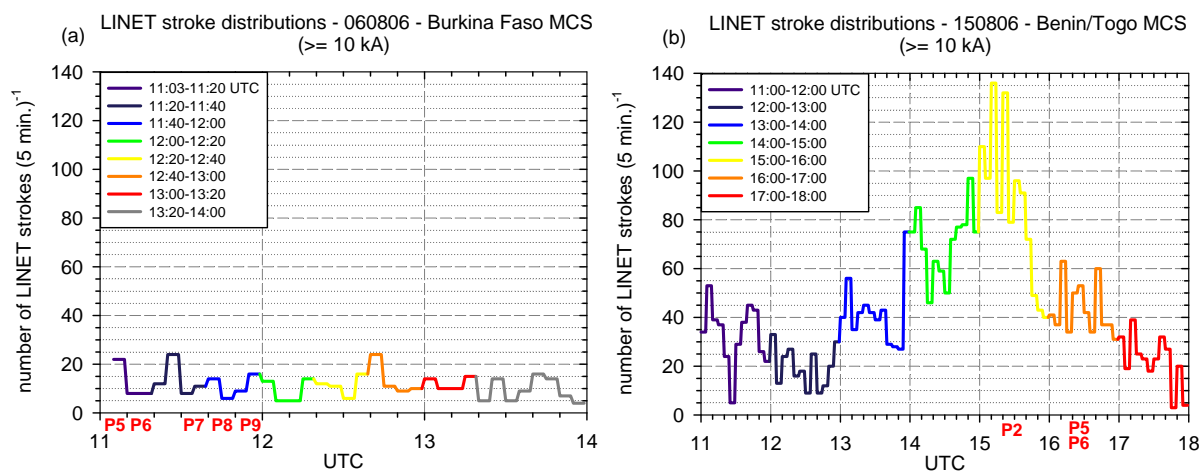 (a) LINET stroke distributions - 060806 - Burkina Faso MCS
(>= 10 kA)
number of LINET strokes (5 min.)⁻¹
140
120
100
80
60
40
20
0
11:03-11:20 UTC
11:20-11:40
11:40-12:00
12:00-12:20
12:20-12:40
12:40-13:00
13:00-13:20
13:20-14:00
P5 P6 P7 P8 P9
11 12 13 14
UTC
(b) LINET stroke distributions - 150806 - Benin/Togo MCS
(>= 10 kA)
number of LINET strokes (5 min.)⁻¹
140
120
100
80
60
40
20
0
11:00-12:00 UTC
12:00-13:00
13:00-14:00
14:00-15:00
15:00-16:00
16:00-17:00
17:00-18:00
11 12 13 14 15 16 17 18
P2 P5
P6
UTC